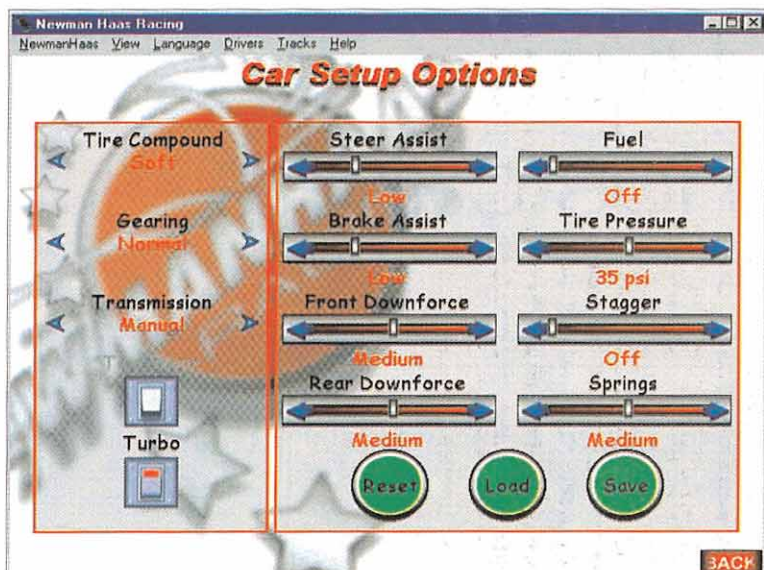 Newman Haas Racing
NewmanHaas View Language Drivers Tracks Help
Car Setup Options
Tire Compound
Soft
Gearing
Normal
Transmission
Manual
Turbo
Steer Assist
Low
Brake Assist
Low
Front Downforce
Medium
Rear Downforce
Medium
Fuel
Off
Tire Pressure
35 psi
Stagger
Off
Springs
Medium
Reset Load Save
BACK